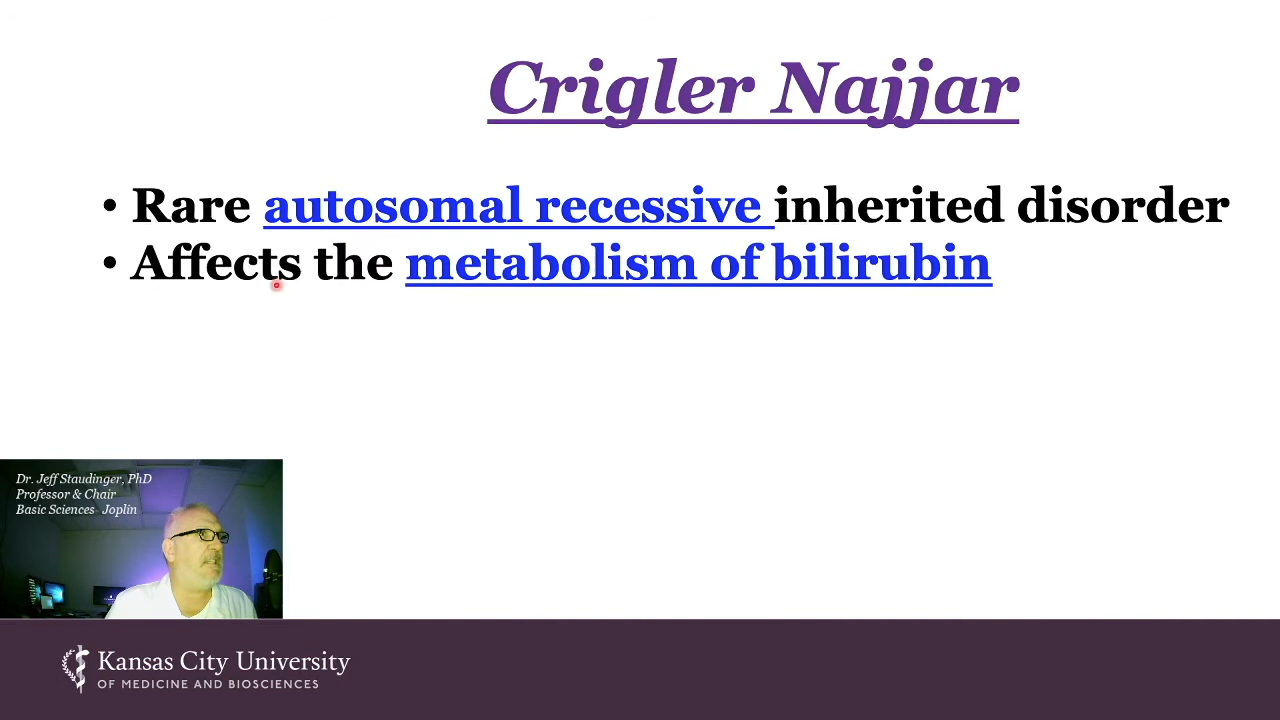 Crigler Najjar
• Rare autosomal recessive inherited disorder
• Affects the metabolism of bilirubin
Dr. Jeff Staudinger, PhD
Professor & Chair
Basic Sciences- Joplin
Kansas City University
OF MEDICINE AND BIOSCIENCES